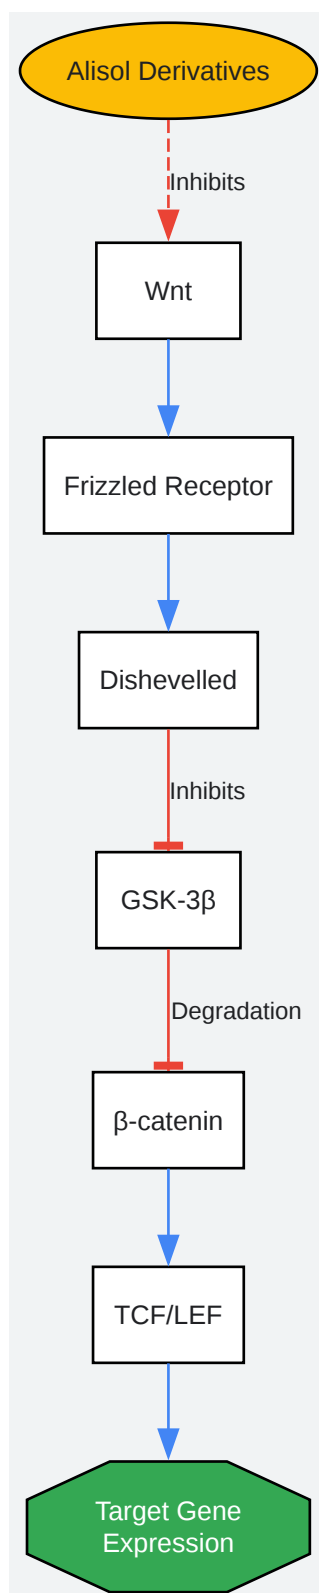 Alisol Derivatives
Inhibits
Wnt
Frizzled Receptor
Dishevelled
Inhibits
GSK-3β
Degradation
β-catenin
TCF/LEF
Target Gene
Expression